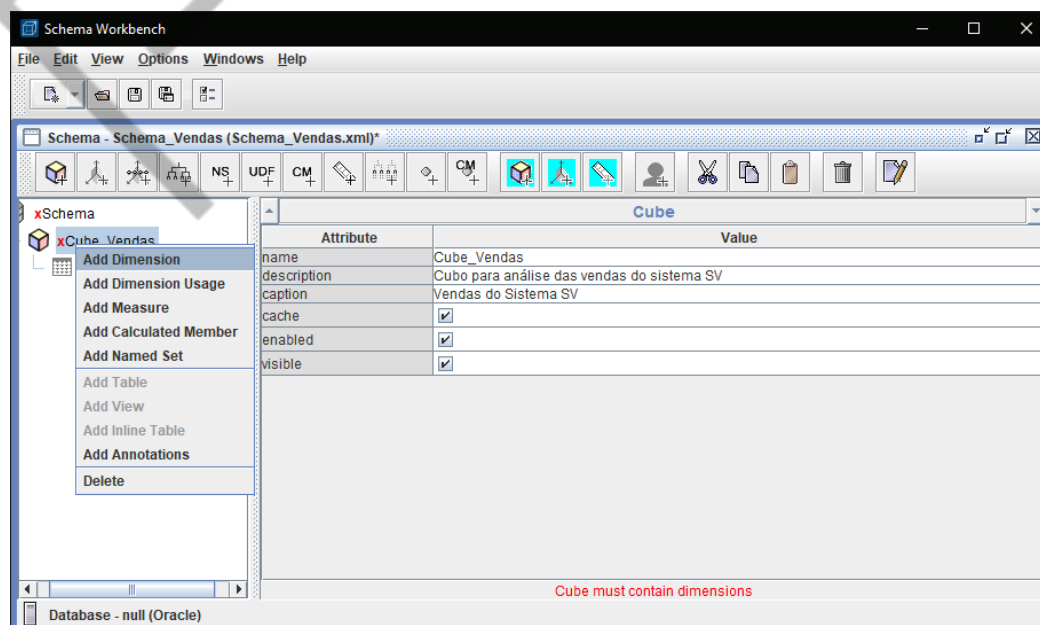 Schema Workbench
File Edit View Options Windows Help
Schema - Schema_Vendas (Schema_Vendas.xml)*
NS UDF CM CM
xSchema
Cube
xCube_Vendas
Attribute Value
name Cube_Vendas
description Cubo para análise das vendas do sistema SV
caption Vendas do Sistema SV
cache
enabled
visible
Add Dimension
Add Dimension Usage
Add Measure
Add Calculated Member
Add Named Set
Add Table
Add View
Add Inline Table
Add Annotations
Delete
Cube must contain dimensions
Database - null (Oracle)